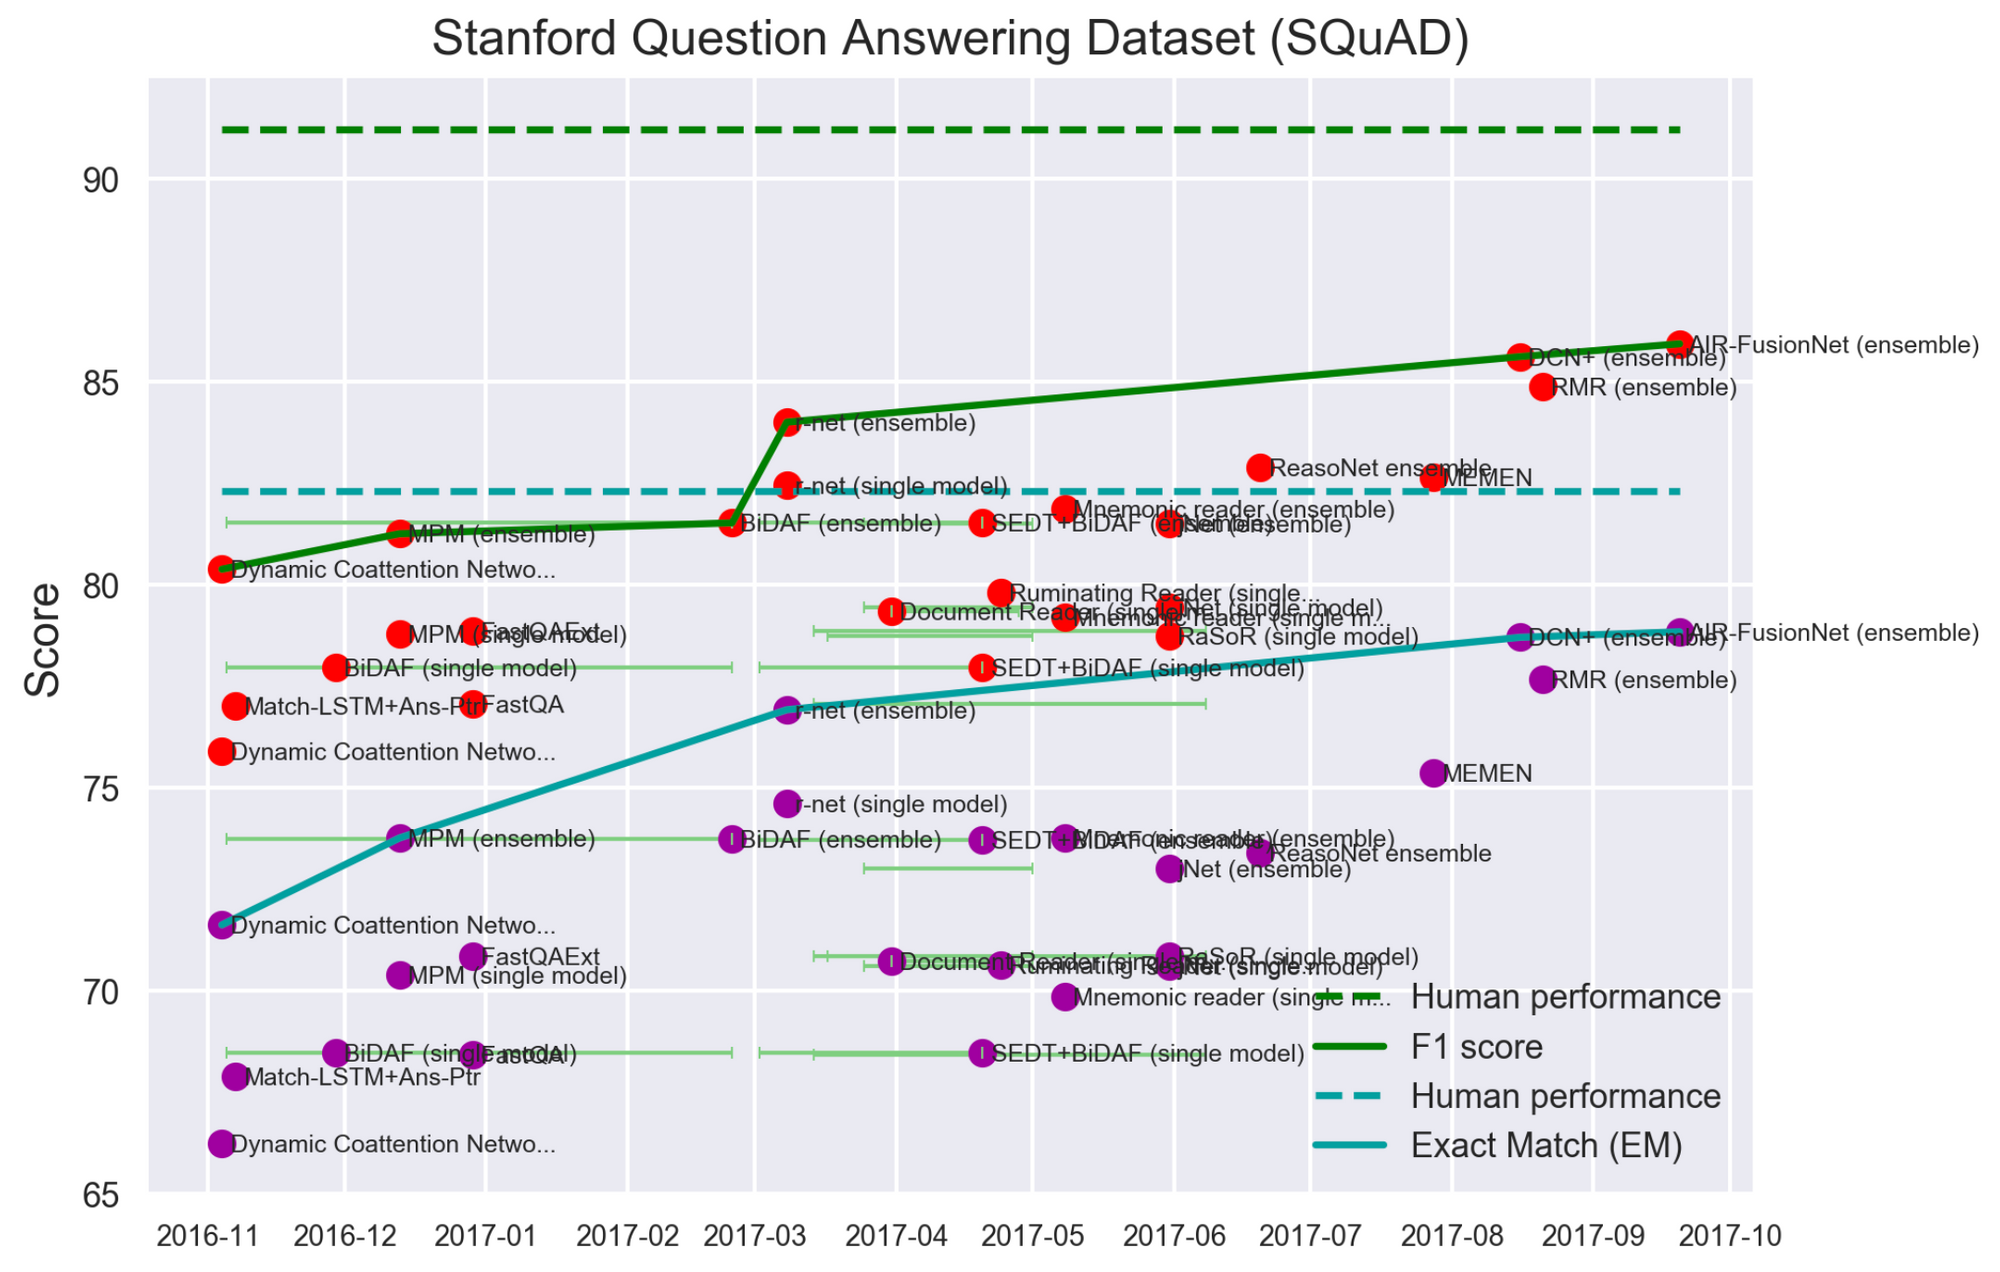 Stanford Question Answering Dataset (SQuAD)
Score
90
85
80
75
70
65
AIR-FusionNet (ensemble)
DCN+ (ensemble)
RMR (ensemble)
r-net (ensemble)
ReasoNet ensemble
MEMEN
r-net (single model)
Mnemonic reader (ensemble)
BiDAF (ensemble)
SEDT+BiDAF (ensemble)
jNet (ensemble)
MPM (ensemble)
Dynamic Coattention Netwo...
Ruminating Reader (single...
jNet (single model)
Document Reader (single
Mnemonic reader (single m...
FastQAExt
MPM (single model)
RaSoR (single model)
BiDAF (single model)
SEDT+BiDAF (single model)
Match-LSTM+Ans-Ptr
FastQA
Dynamic Coattention Netwo...
AIR-FusionNet (ensemble)
DCN+ (ensemble)
RMR (ensemble)
r-net (ensemble)
MEMEN
r-net (single model)
MPM (ensemble)
BiDAF (ensemble)
SEDT+BiDAF (ensemble)
Mnemonic reader (ensemble)
ReasoNet ensemble
jNet (ensemble)
Dynamic Coattention Netwo...
FastQAExt
RaSoR (single model)
MPM (single model)
Document Reader (single
Ruminating Reader (single...
jNet (single model)
Mnemonic reader (single m...
BiDAF (single model)
FastQA
SEDT+BiDAF (single model)
Match-LSTM+Ans-Ptr
Dynamic Coattention Netwo...
Human performance
F1 score
Human performance
Exact Match (EM)
2016-11
2016-12
2017-01
2017-02
2017-03
2017-04
2017-05
2017-06
2017-07
2017-08
2017-09
2017-10